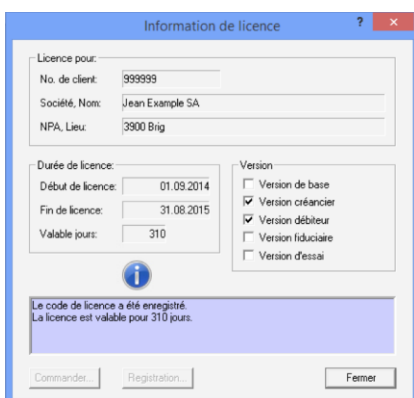 Information de licence ? ×
Licence pour:
No. de client: 999999
Société, Nom: Jean Example SA
NPA, Lieu: 3900 Brig
Durée de licence:
Début de licence: 01.09.2014
Fin de licence: 31.08.2015
Valable jours: 310
Version
Version de base
Version créancier
Version débiteur
Version fiduciaire
Version d'essai
i
Le code de licence a été enregistré.
La licence est valable pour 310 jours.
Commander... Registration... Fermer